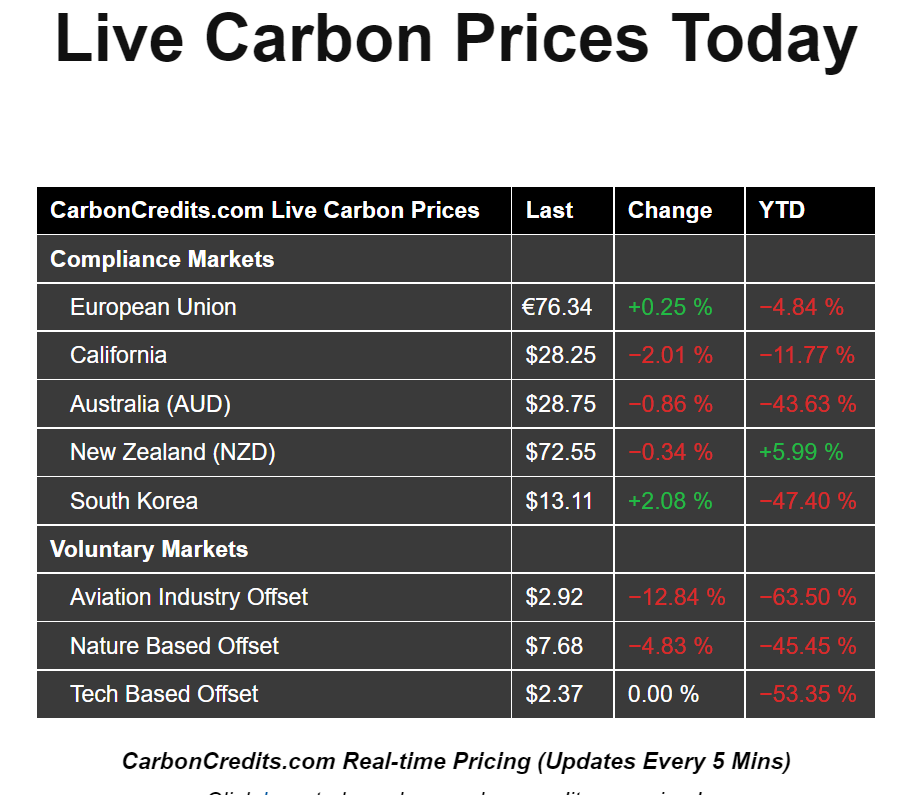 Live Carbon Prices Today
CarbonCredits.com Live Carbon Prices Last Change YTD
Compliance Markets
European Union €76.34 +0.25 % −4.84 %
California $28.25 −2.01 % −11.77 %
Australia (AUD) $28.75 −0.86 % −43.63 %
New Zealand (NZD) $72.55 −0.34 % +5.99 %
South Korea $13.11 +2.08 % −47.40 %
Voluntary Markets
Aviation Industry Offset $2.92 −12.84 % −63.50 %
Nature Based Offset $7.68 −4.83 % −45.45 %
Tech Based Offset $2.37 0.00 % −53.35 %
CarbonCredits.com Real-time Pricing (Updates Every 5 Mins)